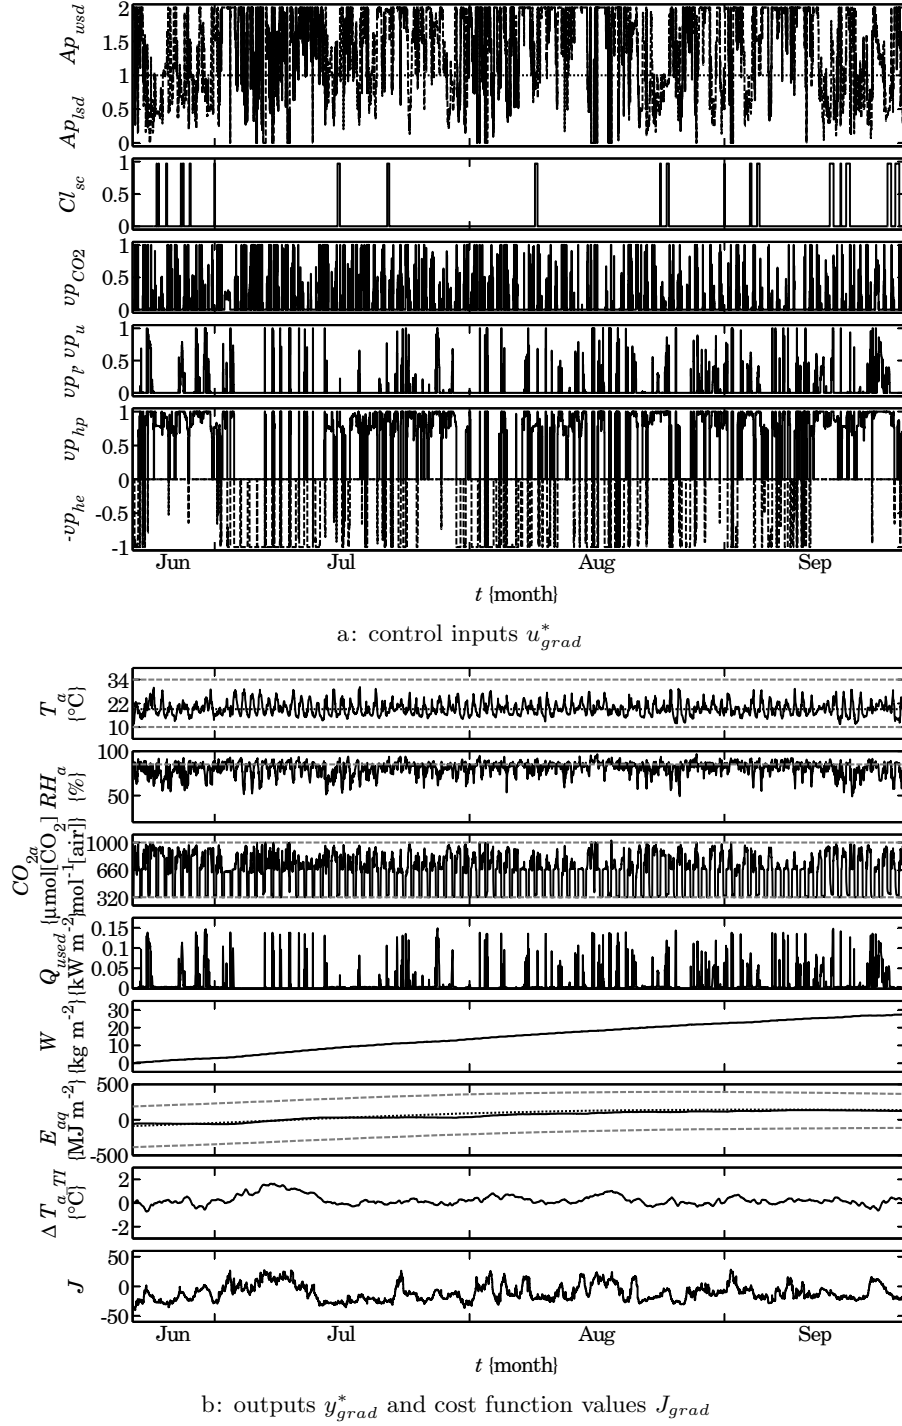 Ap_lsd Ap_wsd
2
1.5
1
0.5
0
Cl_sc
1
0.5
0
vp_CO2
1
0.5
0
vp_l, vp_u
1
0.5
0
-vp_he vp_hp
1
0.5
0
-0.5
-1
Jun Jul Aug Sep
t {month}
a: control inputs u*_grad
T_a {°C}
34
22
10
RH_a {%}
100
50
CO_2a {μmol[CO_2] mol^-1[air]}
1000
660
320
Q_used {kW m^-2}
0.15
0.1
0.05
0
W {kg m^-2}
30
20
10
0
E_aq {MJ m^-2}
500
0
-500
Δ T_a^TI {°C}
2
0
-2
J
50
0
-50
Jun Jul Aug Sep
t {month}
b: outputs y*_grad and cost function values J_grad